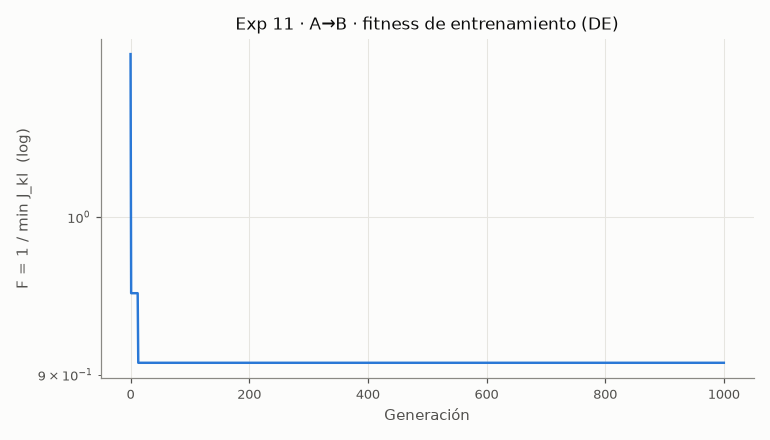 Exp 11 · A→B · fitness de entrenamiento (DE)
F = 1 / min J_kl (log)
10⁰
9 × 10⁻¹
0 200 400 600 800 1000
Generación